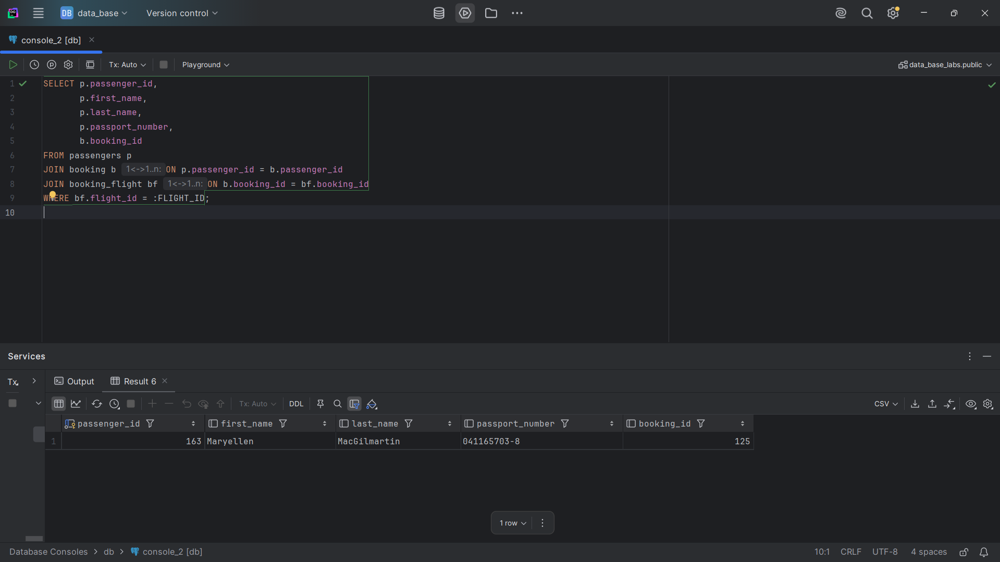 DB data_base Version control
console_2 [db]
Tx: Auto Playground data_base_labs.public
1 SELECT p.passenger_id,
2 p.first_name,
3 p.last_name,
4 p.passport_number,
5 b.booking_id
6 FROM passengers p
7 JOIN booking b 1<->1..n: ON p.passenger_id = b.passenger_id
8 JOIN booking_flight bf 1<->1..n: ON b.booking_id = bf.booking_id
9 WHERE bf.flight_id = :FLIGHT_ID;
10
Services
Tx Output Result 6
Tx: Auto DDL CSV
passenger_id first_name last_name passport_number booking_id
1 163 Maryellen MacGilmartin 041165703-8 125
1 row
Database Consoles > db > console_2 [db] 10:1 CRLF UTF-8 4 spaces